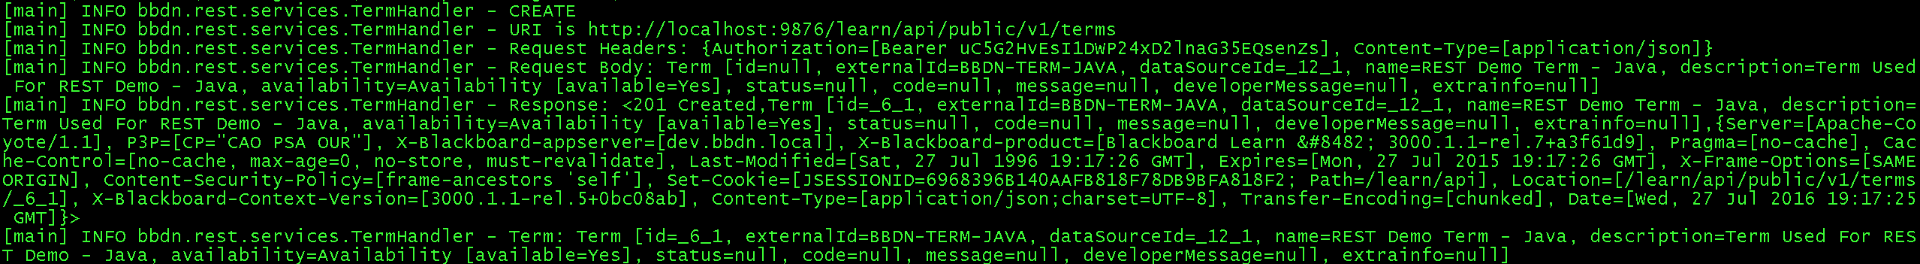 [main] INFO bbdn.rest.services.TermHandler - CREATE
[main] INFO bbdn.rest.services.TermHandler - URI is http://localhost:9876/learn/api/public/v1/terms
[main] INFO bbdn.rest.services.TermHandler - Request Headers: {Authorization=[Bearer uC5G2HvEsI1DWP24xD2lnaG35EQsenZs], Content-Type=[application/json]}
[main] INFO bbdn.rest.services.TermHandler - Request Body: Term [id=null, externalId=BBDN-TERM-JAVA, dataSourceId=_12_1, name=REST Demo Term - Java, description=Term Used
 For REST Demo - Java, availability=Availability [available=Yes], status=null, code=null, message=null, developerMessage=null, extrainfo=null]
[main] INFO bbdn.rest.services.TermHandler - Response: <201 Created,Term [id=_6_1, externalId=BBDN-TERM-JAVA, dataSourceId=_12_1, name=REST Demo Term - Java, description=
Term Used For REST Demo - Java, availability=Availability [available=Yes], status=null, code=null, message=null, developerMessage=null, extrainfo=null],{Server=[Apache-Co
yote/1.1], P3P=[CP="CAO PSA OUR"], X-Blackboard-appserver=[dev.bbdn.local], X-Blackboard-product=[Blackboard Learn &#8482; 3000.1.1-rel.7+a3f61d9], Pragma=[no-cache], Cac
he-Control=[no-cache, max-age=0, no-store, must-revalidate], Last-Modified=[Sat, 27 Jul 1996 19:17:26 GMT], Expires=[Mon, 27 Jul 2015 19:17:26 GMT], X-Frame-Options=[SAME
ORIGIN], Content-Security-Policy=[frame-ancestors 'self'], Set-Cookie=[JSESSIONID=6968396B140AAFB818F78DB9BFA818F2; Path=/learn/api], Location=[/learn/api/public/v1/terms
/_6_1], X-Blackboard-Context-Version=[3000.1.1-rel.5+0bc08ab], Content-Type=[application/json;charset=UTF-8], Transfer-Encoding=[chunked], Date=[Wed, 27 Jul 2016 19:17:25
 GMT]}>
[main] INFO bbdn.rest.services.TermHandler - Term: Term [id=_6_1, externalId=BBDN-TERM-JAVA, dataSourceId=_12_1, name=REST Demo Term - Java, description=Term Used For RES
T Demo - Java, availability=Availability [available=Yes], status=null, code=null, message=null, developerMessage=null, extrainfo=null]